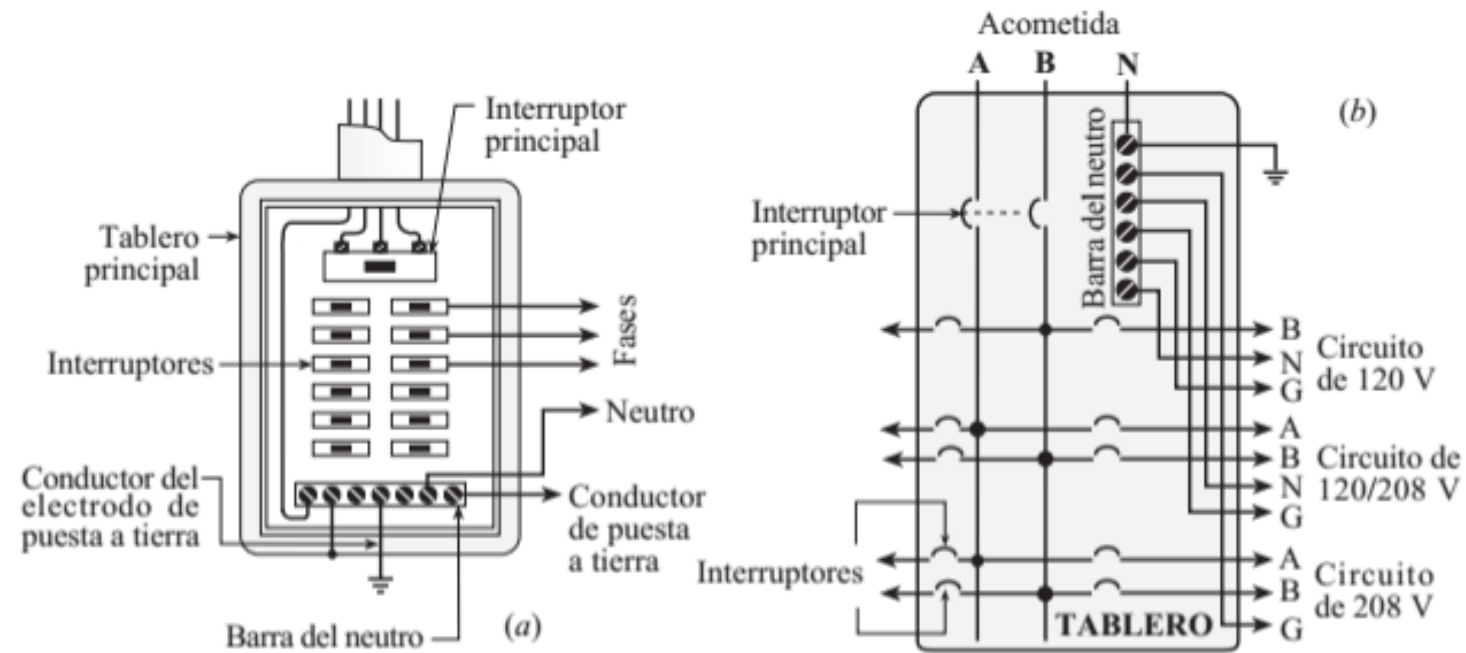 Interruptor
principal
Tablero
principal
Fases
Interruptores
Neutro
Conductor del
electrodo de
puesta a tierra
Conductor
de puesta
a tierra
Barra del neutro
(a)
Acometida
A B N
(b)
Barra del neutro
Interruptor
principal
B
N
G
Circuito
de 120 V
A
B
N
G
Circuito de
120/208 V
Interruptores
A
B
G
Circuito
de 208 V
TABLERO